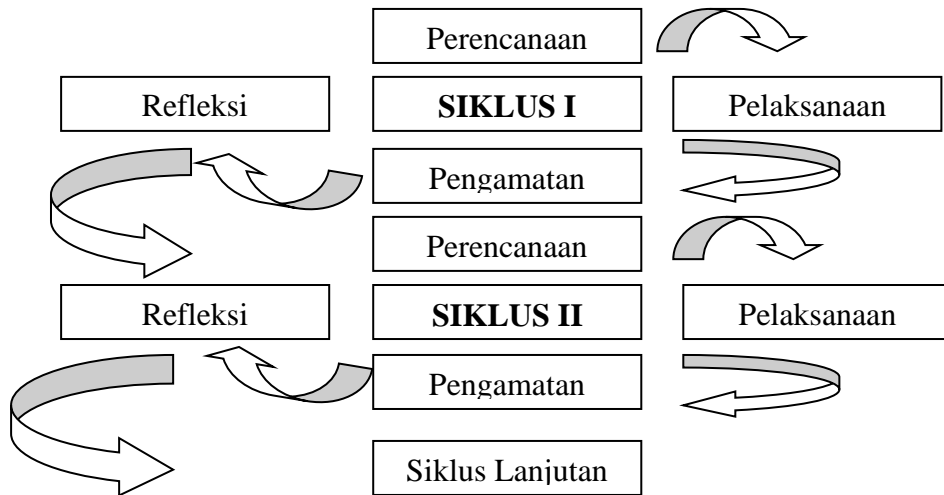 Perencanaan
Refleksi SIKLUS I Pelaksanaan
Pengamatan
Perencanaan
Refleksi SIKLUS II Pelaksanaan
Pengamatan
Siklus Lanjutan